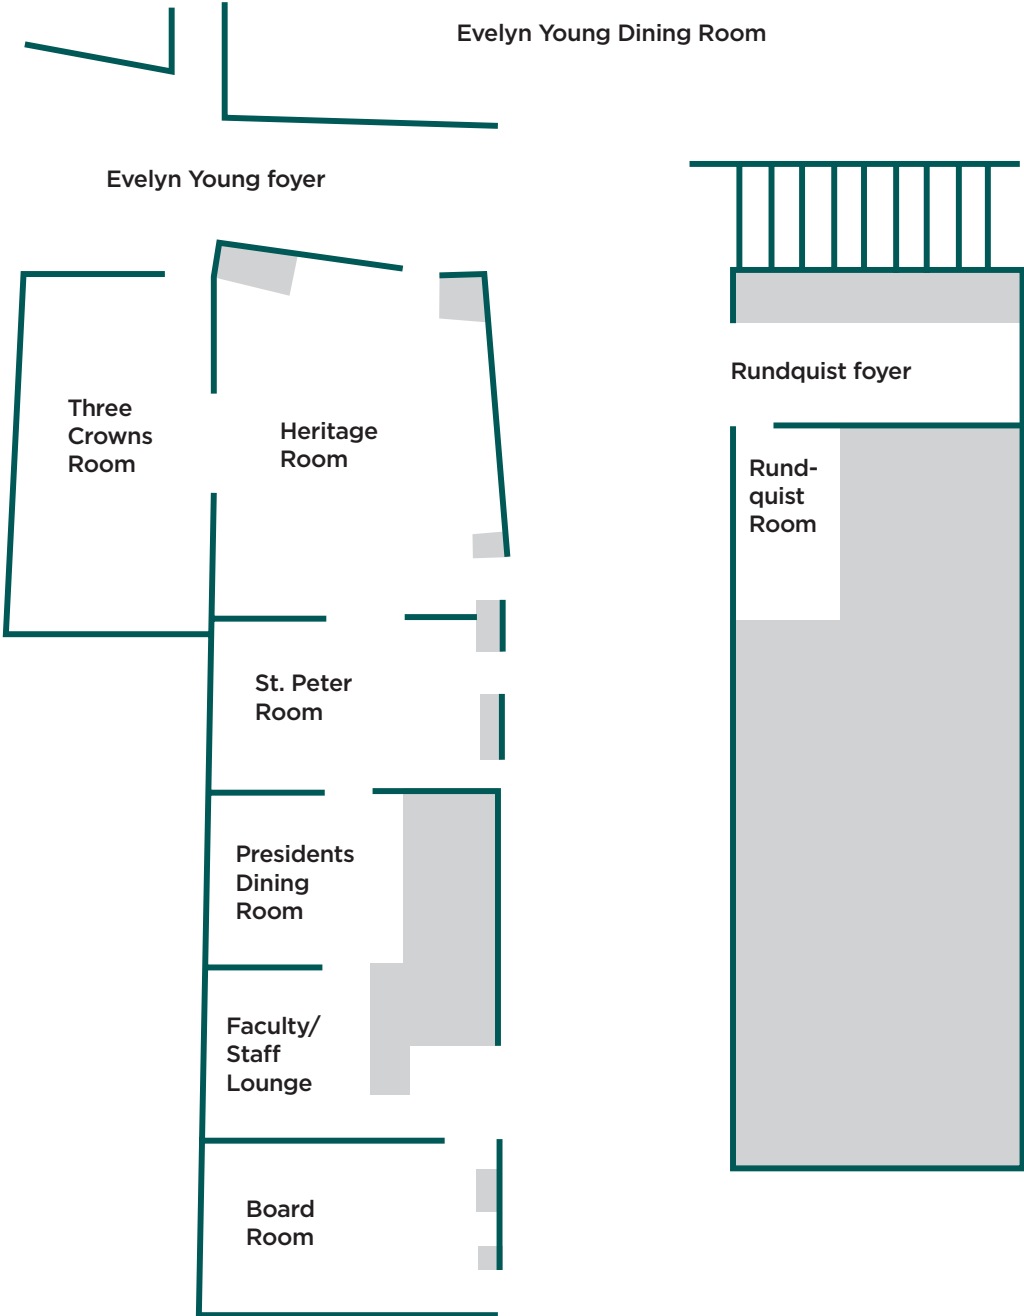 Evelyn Young Dining Room
Evelyn Young foyer
Rundquist foyer
Three
Crowns
Room
Heritage
Room
Rund-
quist
Room
St. Peter
Room
Presidents
Dining
Room
Faculty/
Staff
Lounge
Board
Room